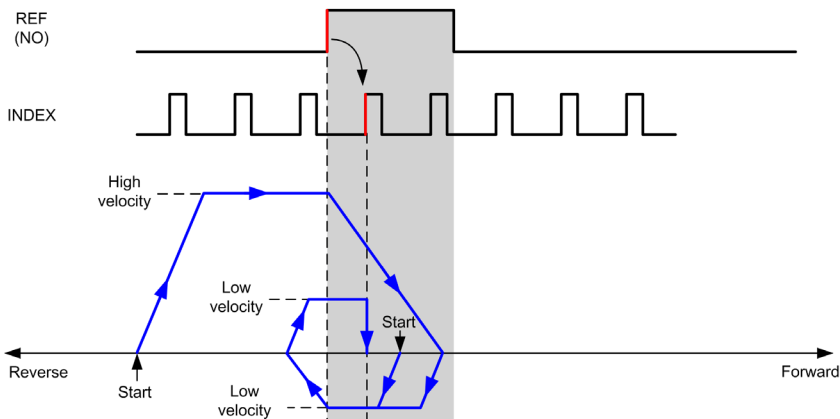 REF
(NO)
INDEX
High
velocity
Low
velocity
Start
Reverse
Forward
Start
Low
velocity